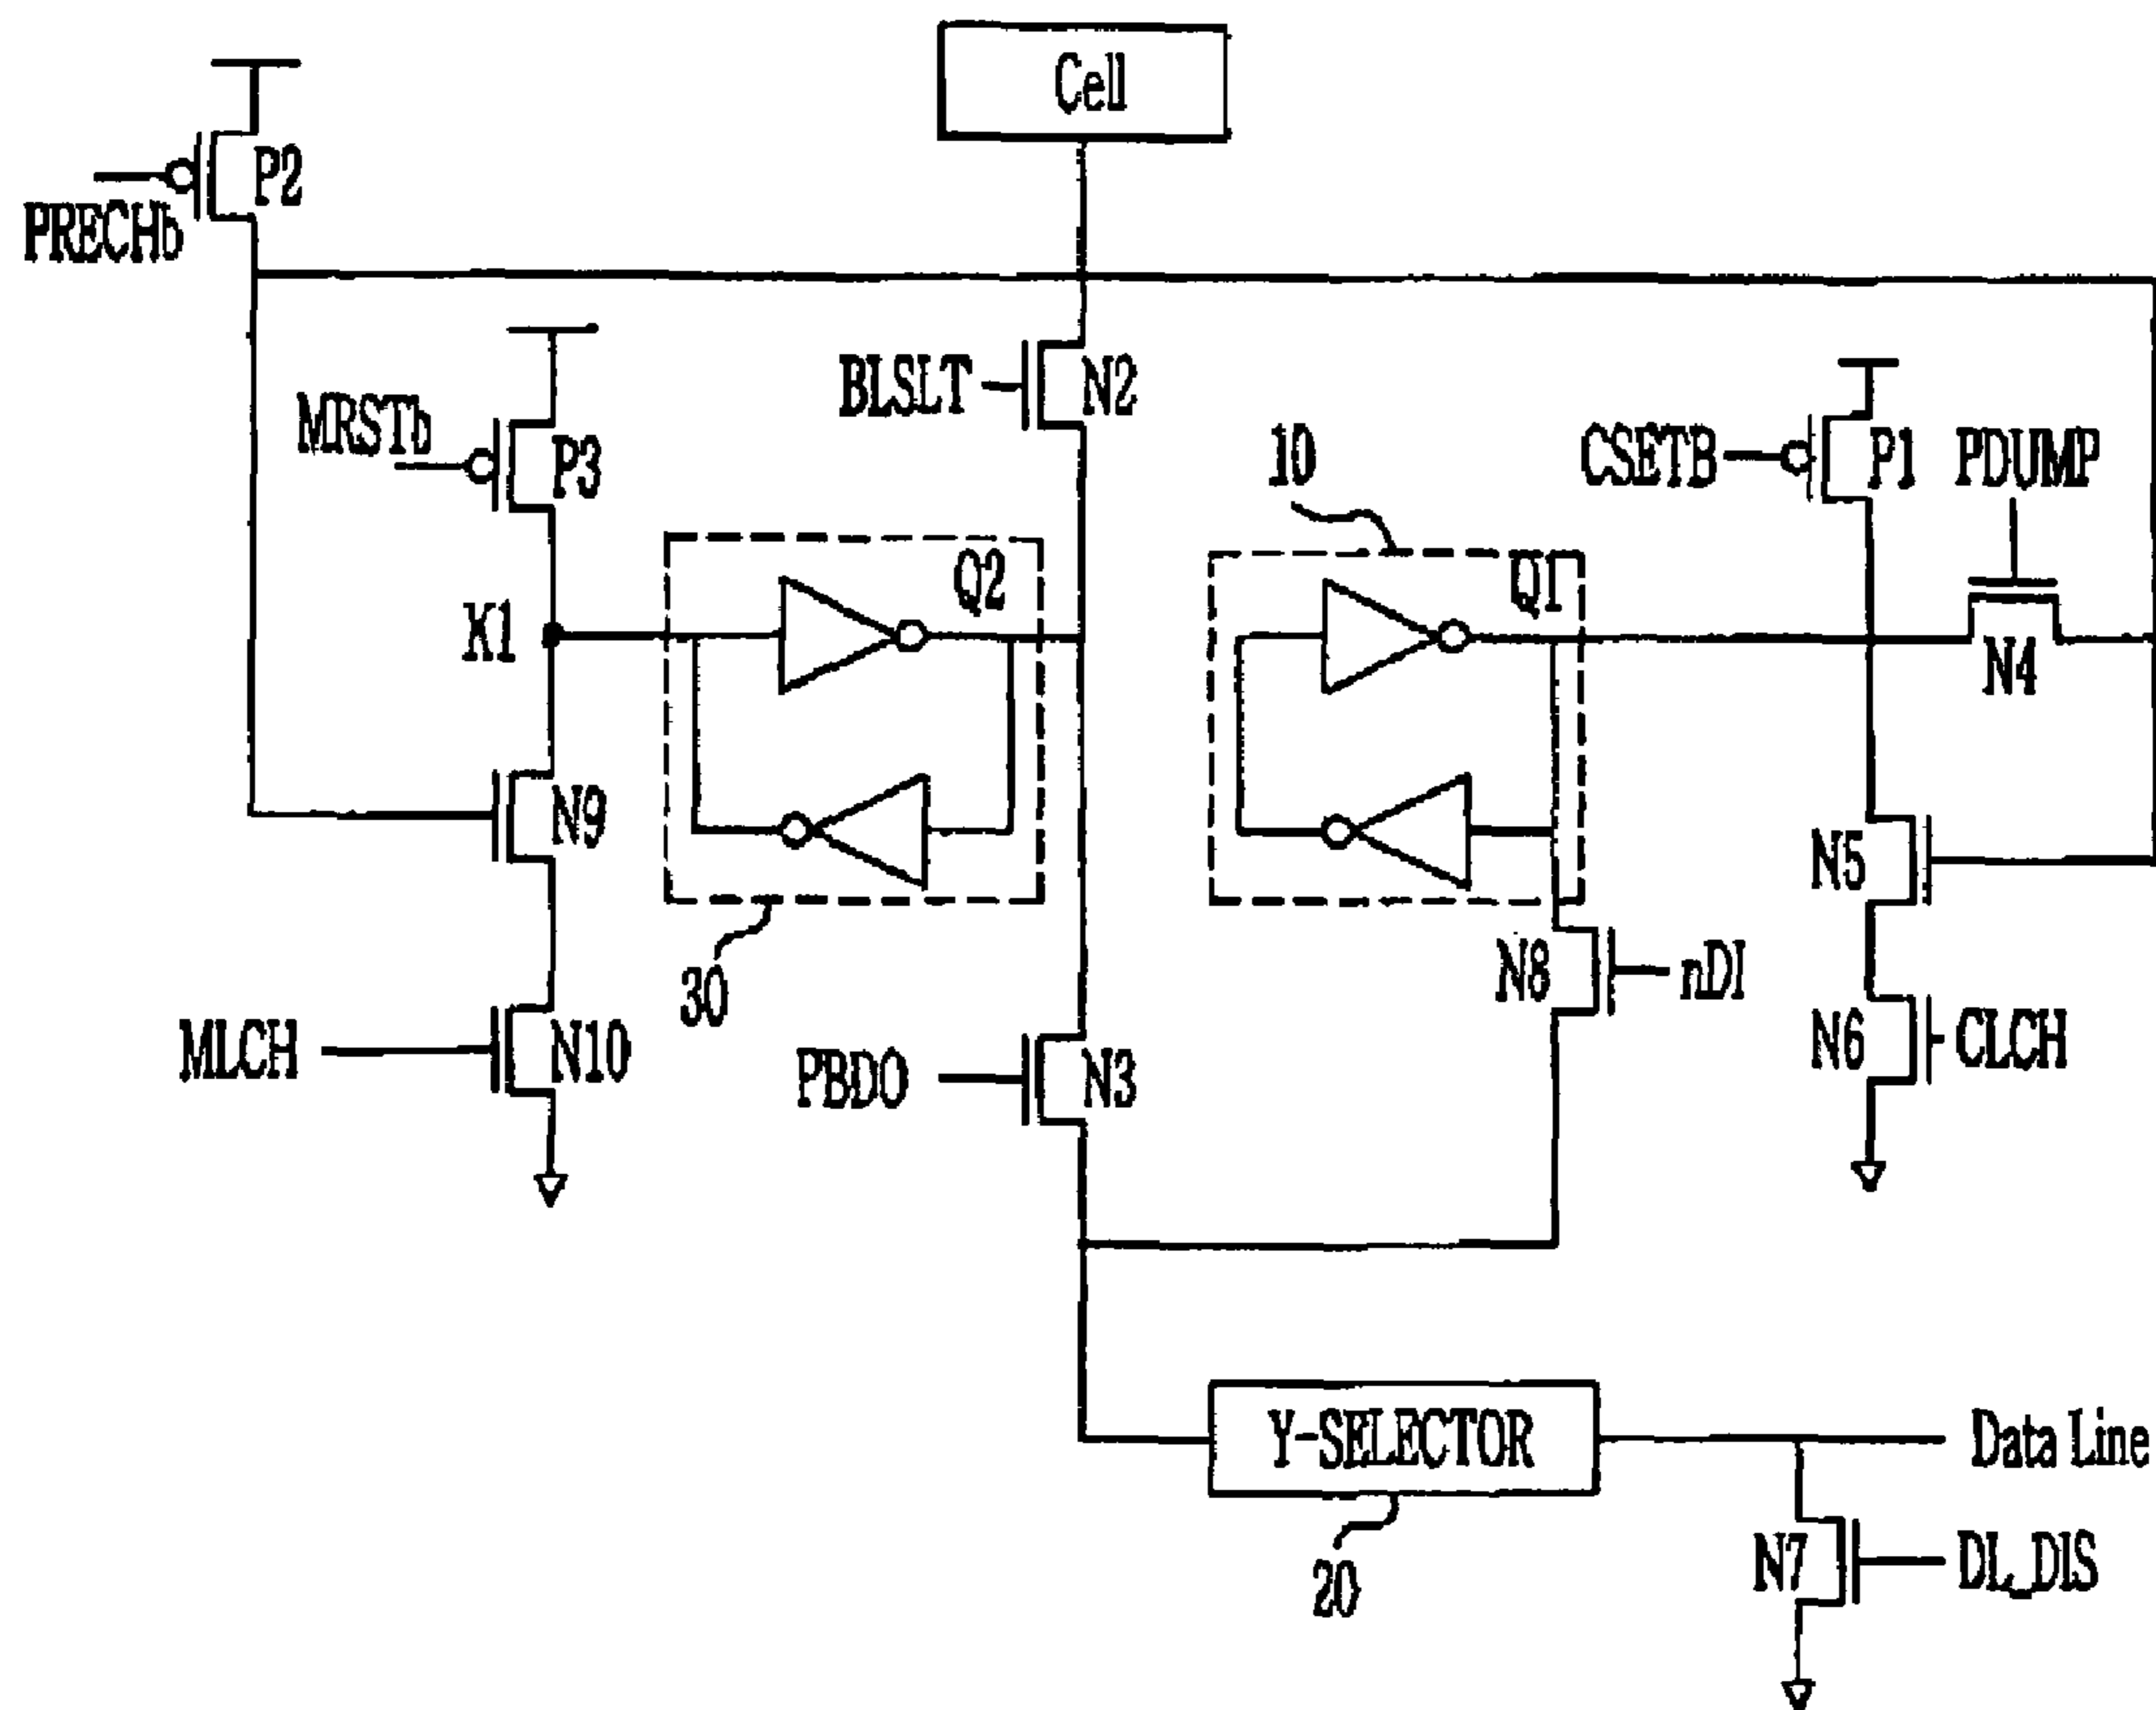 Cell
P2
PRECHb
BLSLT
N2
MRSTb
P3
10
CSETB
P1
PDUMP
Q2
Q1
X1
N4
N9
N5
30
N8
nDI
MLCH
N10
PBDO
N3
N6
CLCH
Y-SELECTOR
Data Line
20
N7
DL_DIS